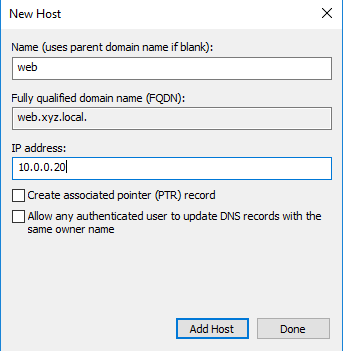 New Host
Name (uses parent domain name if blank):
web
Fully qualified domain name (FQDN):
web.xyz.local.
IP address:
10.0.0.20
Create associated pointer (PTR) record
Allow any authenticated user to update DNS records with the
same owner name
Add Host
Done